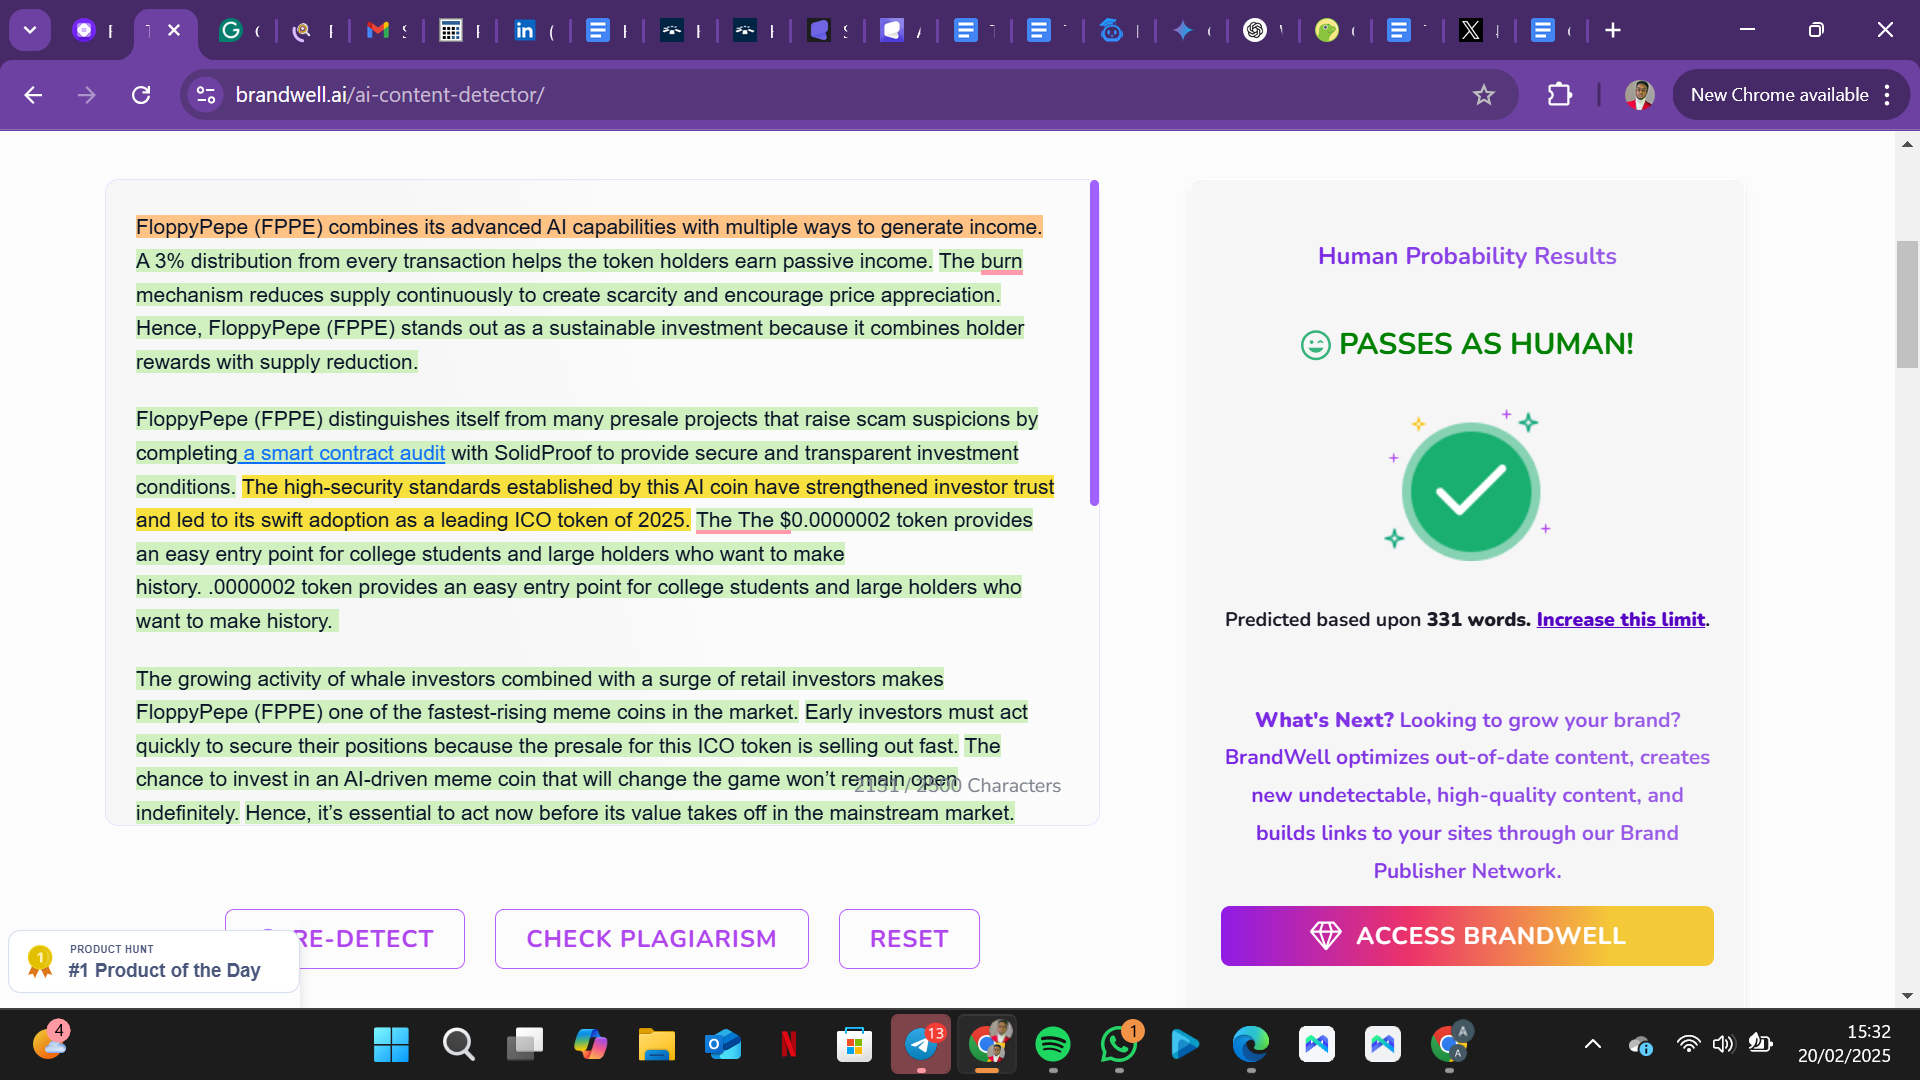 brandwell.ai/ai-content-detector/
New Chrome available
FloppyPepe (FPPE) combines its advanced AI capabilities with multiple ways to generate income.
A 3% distribution from every transaction helps the token holders earn passive income. The burn
mechanism reduces supply continuously to create scarcity and encourage price appreciation.
Hence, FloppyPepe (FPPE) stands out as a sustainable investment because it combines holder
rewards with supply reduction.
FloppyPepe (FPPE) distinguishes itself from many presale projects that raise scam suspicions by
completing a smart contract audit with SolidProof to provide secure and transparent investment
conditions. The high-security standards established by this AI coin have strengthened investor trust
and led to its swift adoption as a leading ICO token of 2025. The The $0.0000002 token provides
an easy entry point for college students and large holders who want to make
history. .0000002 token provides an easy entry point for college students and large holders who
want to make history.
The growing activity of whale investors combined with a surge of retail investors makes
FloppyPepe (FPPE) one of the fastest-rising meme coins in the market. Early investors must act
quickly to secure their positions because the presale for this ICO token is selling out fast. The
chance to invest in an AI-driven meme coin that will change the game won't remain open
2131 / 2500 Characters
indefinitely. Hence, it's essential to act now before its value takes off in the mainstream market.
RE-DETECT
CHECK PLAGIARISM
RESET
PRODUCT HUNT
#1 Product of the Day
Human Probability Results
PASSES AS HUMAN!
Predicted based upon 331 words. Increase this limit.
What's Next? Looking to grow your brand?
BrandWell optimizes out-of-date content, creates
new undetectable, high-quality content, and
builds links to your sites through our Brand
Publisher Network.
ACCESS BRANDWELL
4
13
1
A
A
15:32
20/02/2025